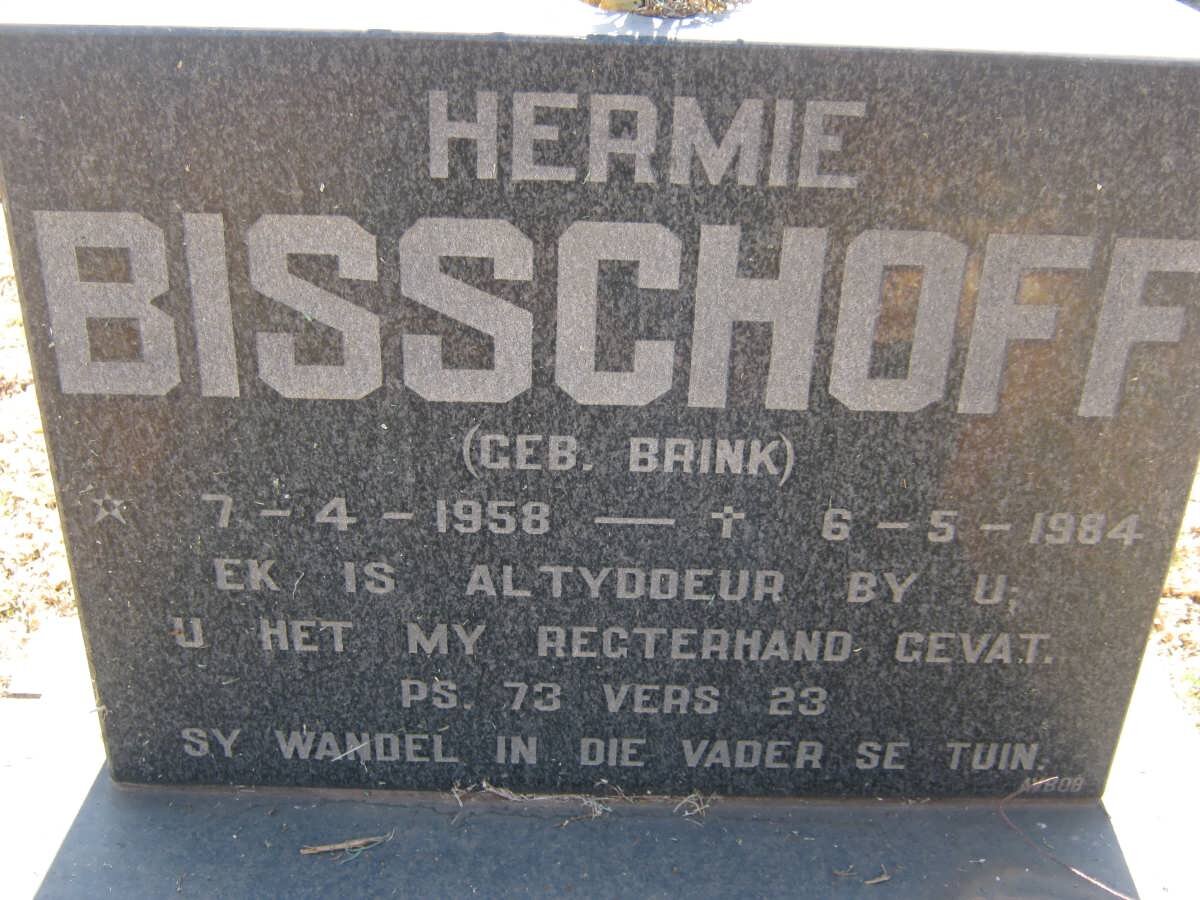 HERMIE
BISSCHOFF
(GEB. BRINK)
* 7-4-1958 — † 6-5-1984
EK IS ALTYDDEUR BY U;
U HET MY REGTERHAND GEVAT.
PS. 73 VERS 23
SY WANDEL IN DIE VADER SE TUIN.